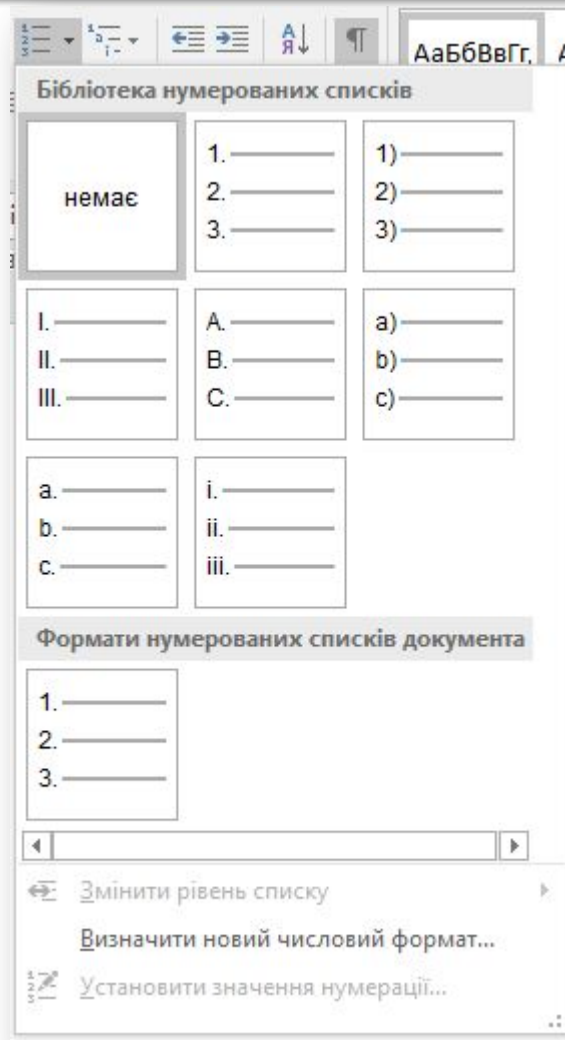 АаБбВвГг,
Бібліотека нумерованих списків
немає
1.
2.
3.
1)
2)
3)
I.
II.
III.
A.
B.
C.
a)
b)
c)
a.
b.
c.
i.
ii.
iii.
Формати нумерованих списків документа
1.
2.
3.
Змінити рівень списку
Визначити новий числовий формат...
Установити значення нумерації...